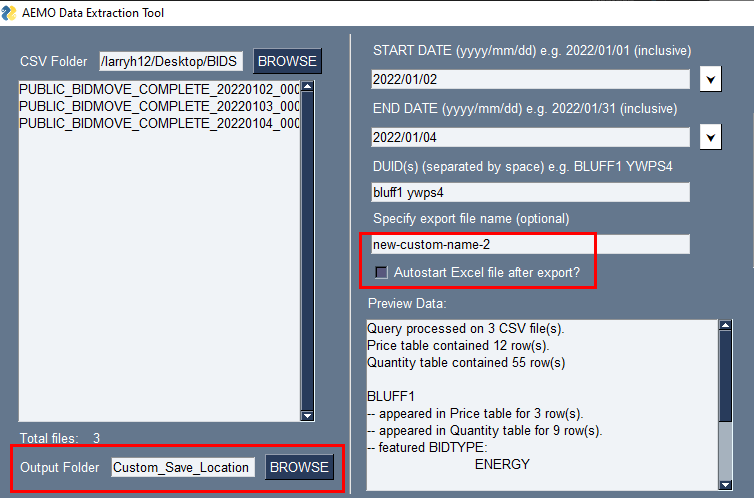 AEMO Data Extraction Tool
CSV Folder /larryh12/Desktop/BIDS BROWSE
PUBLIC_BIDMOVE_COMPLETE_20220102_000
PUBLIC_BIDMOVE_COMPLETE_20220103_000
PUBLIC_BIDMOVE_COMPLETE_20220104_000
Total files: 3
Output Folder Custom_Save_Location BROWSE
START DATE (yyyy/mm/dd) e.g. 2022/01/01 (inclusive)
2022/01/02
END DATE (yyyy/mm/dd) e.g. 2022/01/31 (inclusive)
2022/01/04
DUID(s) (separated by space) e.g. BLUFF1 YWPS4
bluff1 ywps4
Specify export file name (optional)
new-custom-name-2
Autostart Excel file after export?
Preview Data:
Query processed on 3 CSV file(s).
Price table contained 12 row(s).
Quantity table contained 55 row(s)
BLUFF1
-- appeared in Price table for 3 row(s).
-- appeared in Quantity table for 9 row(s).
-- featured BIDTYPE:
ENERGY